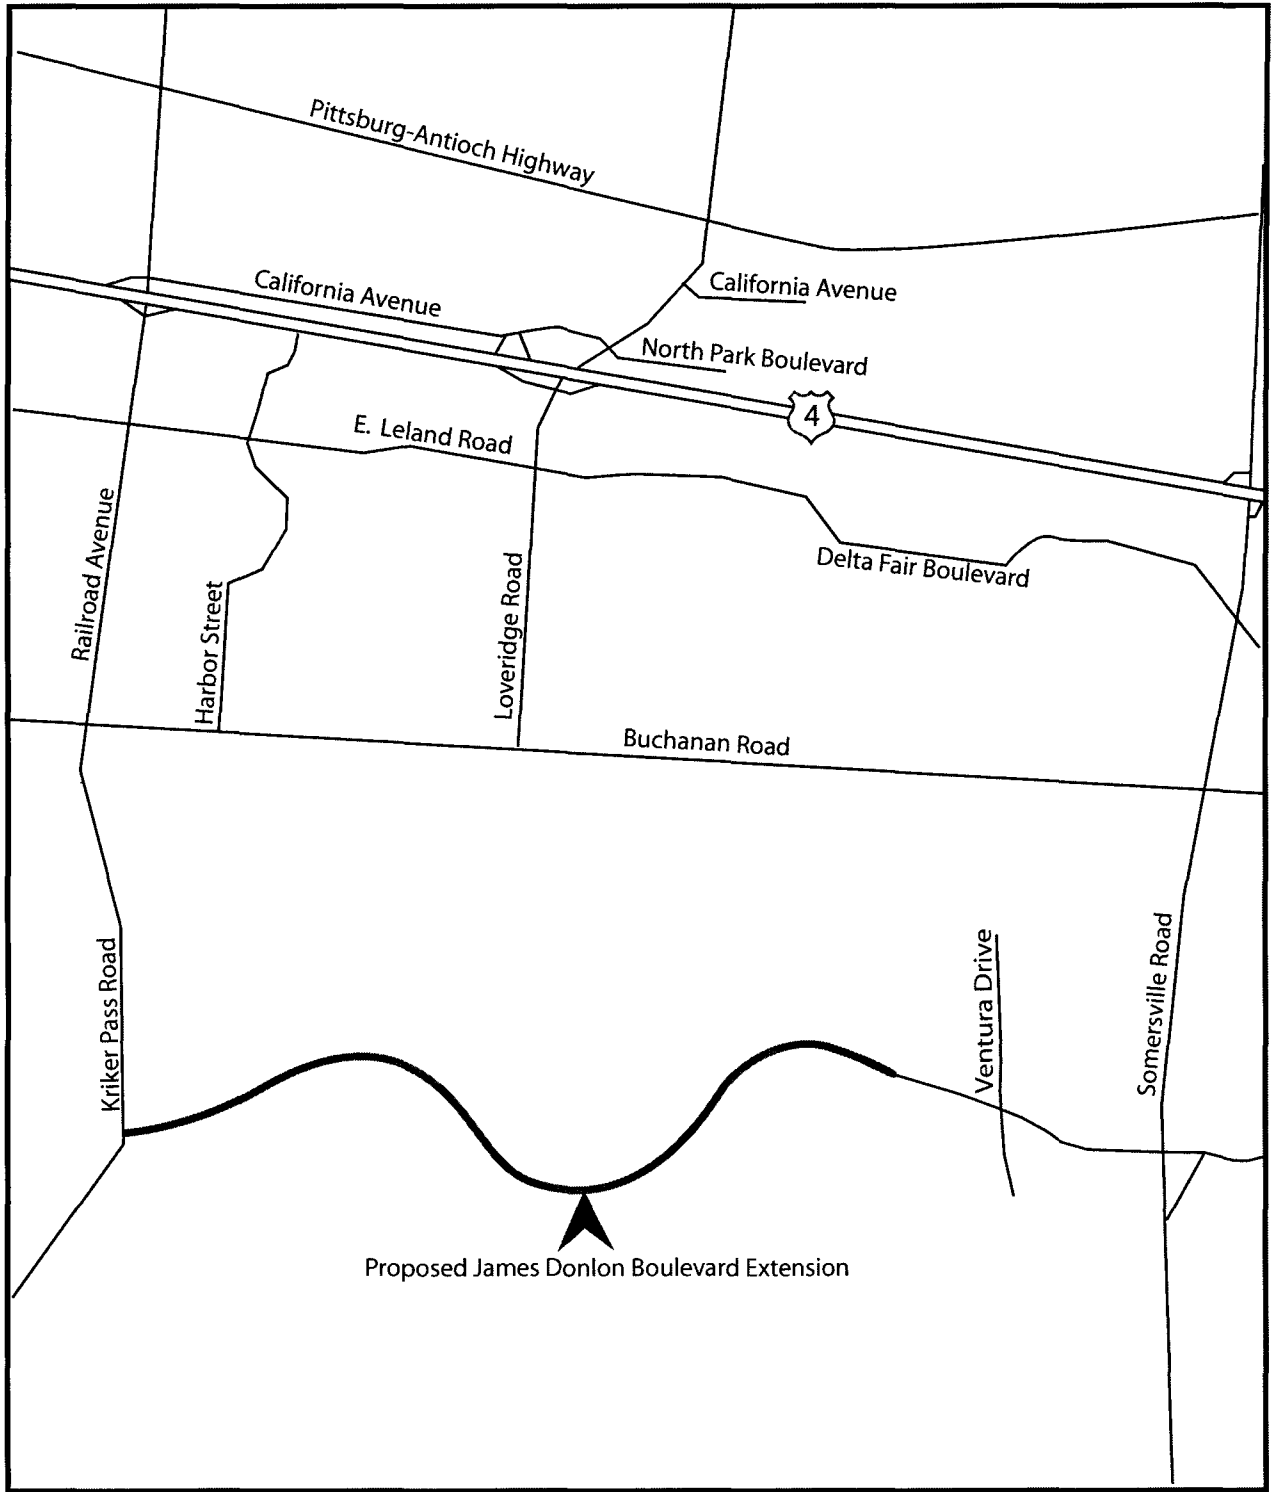 Pittsburg-Antioch Highway
California Avenue
California Avenue
North Park Boulevard
4
E. Leland Road
Railroad Avenue
Harbor Street
Loveridge Road
Delta Fair Boulevard
Buchanan Road
Kriker Pass Road
Ventura Drive
Somersville Road
Proposed James Donlon Boulevard Extension